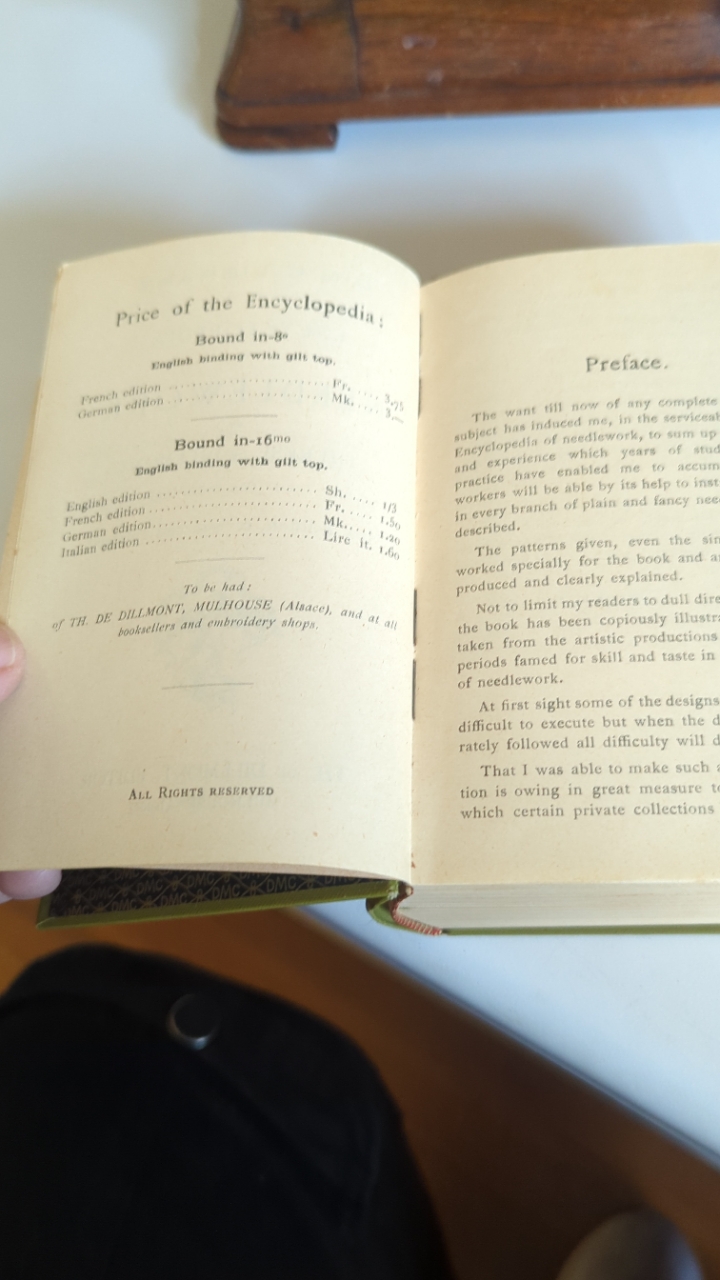 Price of the Encyclopedia;
Bound in-8º
English binding with gilt top.
French edition .................... Fr. .... 3,75
German edition .................... Mk. .... 3,
Bound in-16mo
English binding with gilt top.
English edition .................... Sh. .... 1/3
French edition .................... Fr. .... 1,50
German edition .................... Mk. .... 1,20
Italian edition .................... Lire it. 1,60
To be had:
of TH. DE DILLMONT, MULHOUSE (Alsace), and at all
booksellers and embroidery shops.
All Rights reserved
Preface.
The want till now of any complete
subject has induced me, in the serviceab
Encyclopedia of needlework, to sum up
and experience which years of stud
practice have enabled me to accum
workers will be able by its help to inst
in every branch of plain and fancy nee
described.
The patterns given, even the sim
worked specially for the book and a
produced and clearly explained.
Not to limit my readers to dull dire
the book has been copiously illustra
taken from the artistic productions
periods famed for skill and taste in
of needlework.
At first sight some of the designs
difficult to execute but when the d
rately followed all difficulty will d
That I was able to make such a
tion is owing in great measure to
which certain private collections
DMC DMC DMC DMC